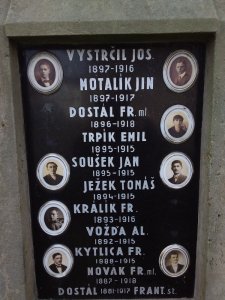 VYSTRČIL JOS.
1897-1916
MOTALÍK JIN
1897-1917
DOSTÁL FR. ml
1896-1918
TRPÍK EMIL
1895-1915
SOUŠEK JAN
1895-1915
JEŽEK TONÁŠ
1894-1915
KRÁLÍK FR.
1893-1916
VOŽĎA AL.
1892-1915
KYTLICA FR.
1888-1915
NOVÁK FR. ml.
1887-1918
DOSTÁL 1881-1917 FRANT. st.